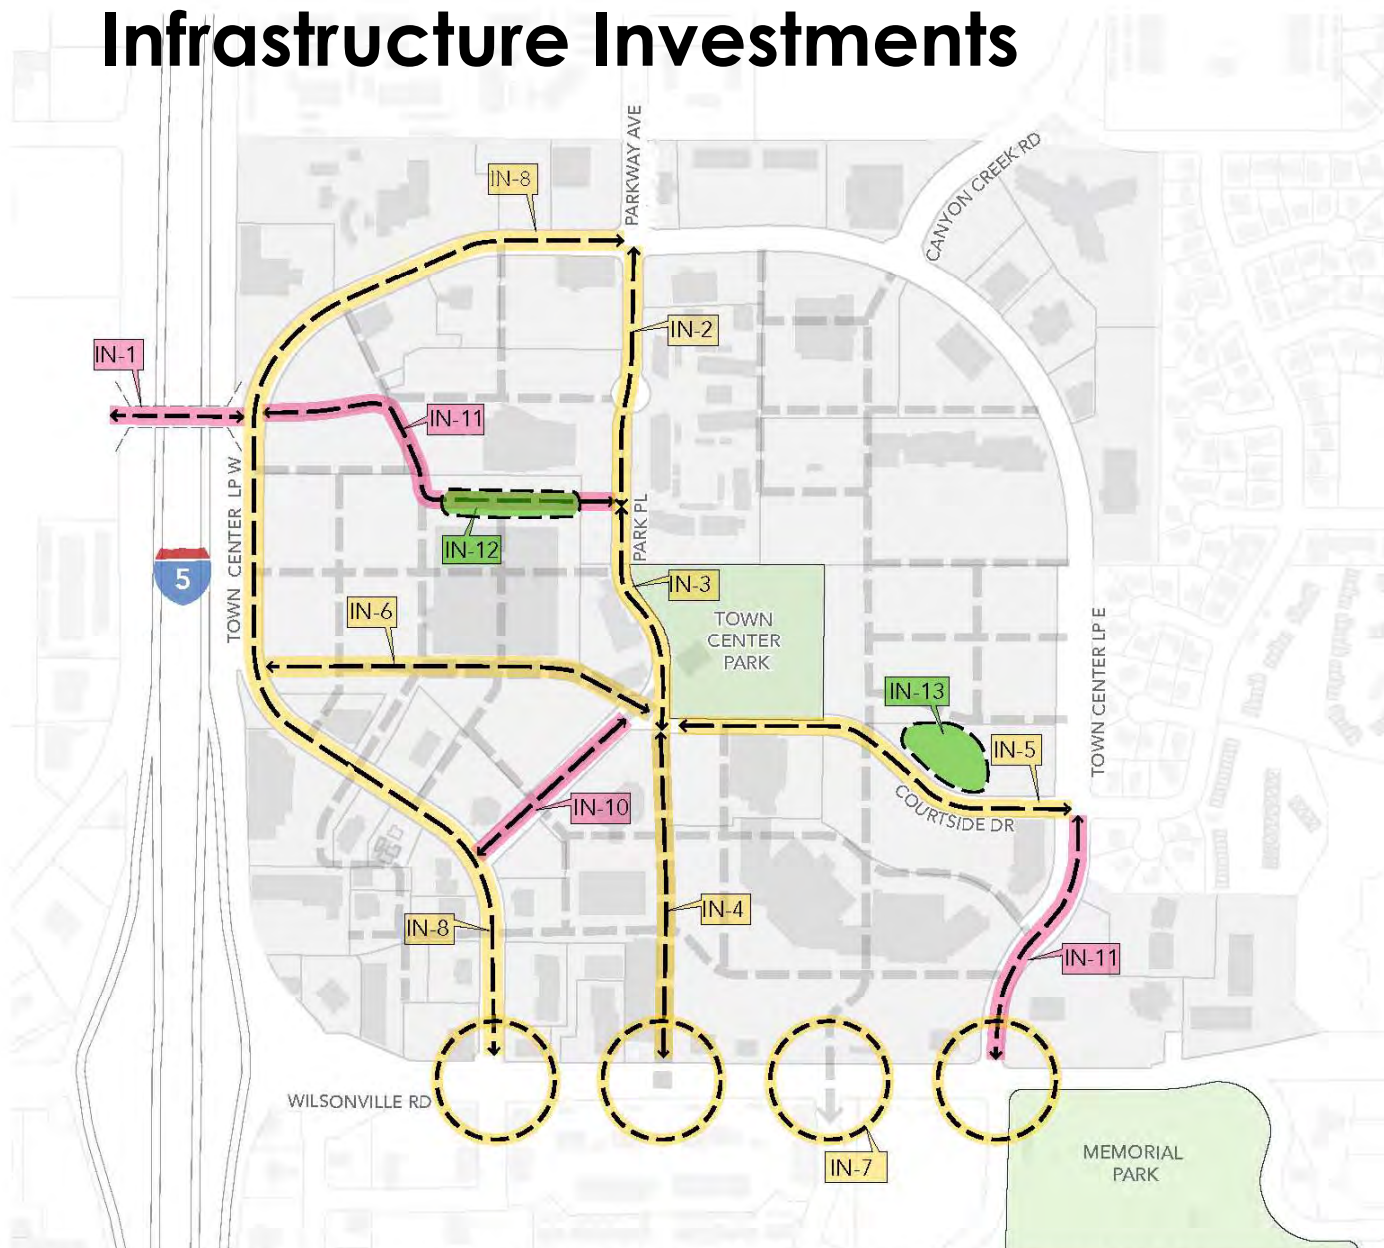 Infrastructure Investments
PARKWAY AVE
CANYON CREEK RD
IN-8
IN-2
IN-1
IN-11
TOWN CENTER LP W
PARK PL
IN-12
5
IN-3
IN-6
TOWN
CENTER
PARK
TOWN CENTER LP E
IN-13
IN-5
COURTSIDE DR
IN-10
IN-4
IN-8
IN-11
WILSONVILLE RD
IN-7
MEMORIAL
PARK